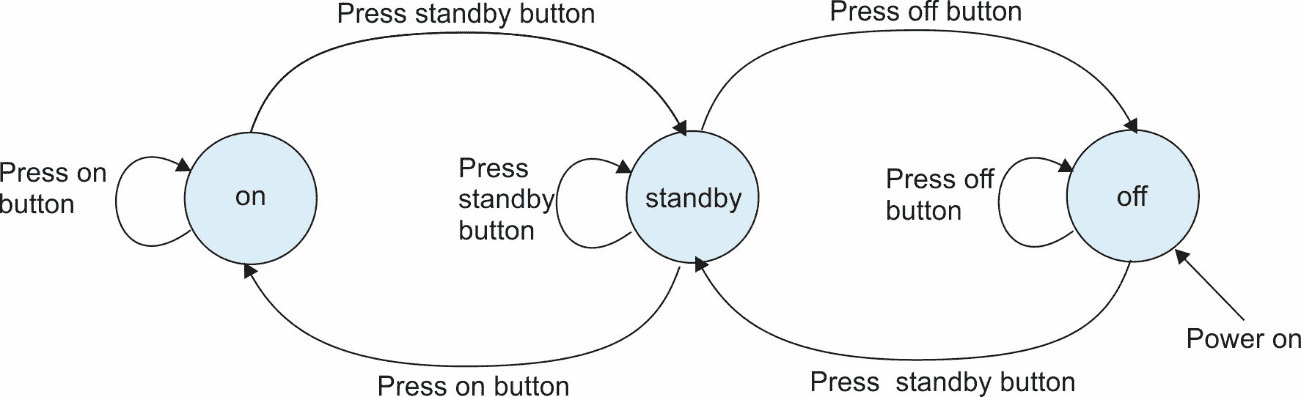 Press standby button
Press off button
Press on
button
on
Press
standby
button
standby
Press off
button
off
Power on
Press on button
Press  standby button